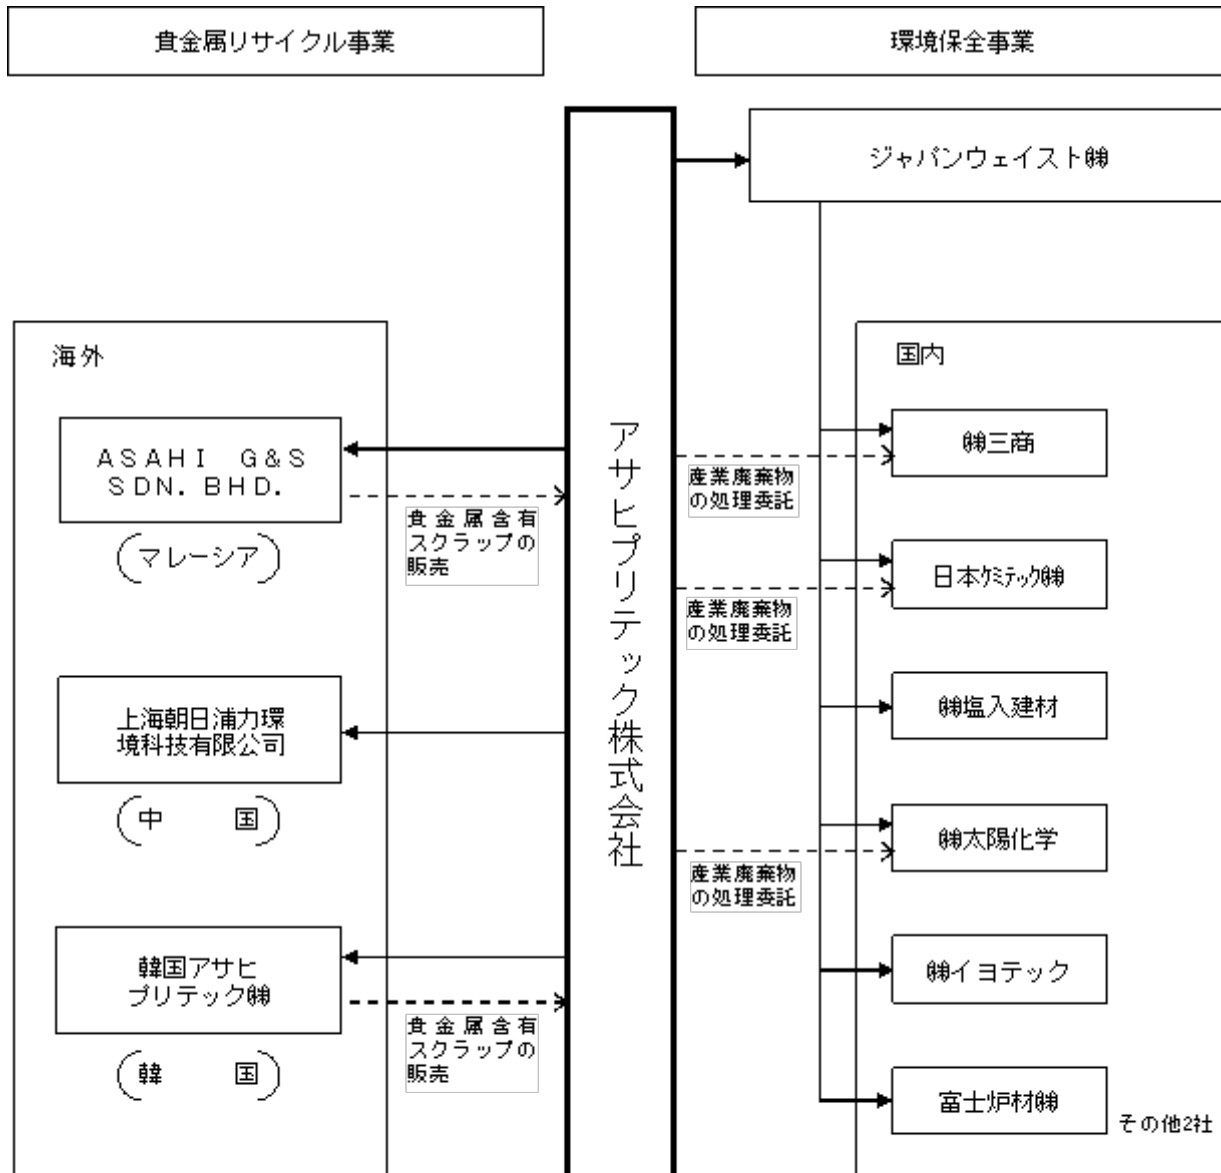 貴金属リサイクル事業
環境保全事業
ジャパンウェイスト㈱
アサヒプリテック株式会社
海外
ASAHI G&S
SDN. BHD.
(マレーシア)
貴金属含有
スクラップの
販売
上海朝日浦力環
境科技有限公司
(中国)
韓国アサヒ
プリテック㈱
(韓国)
貴金属含有
スクラップの
販売
国内
㈱三商
産業廃棄物
の処理委託
日本ケミテック㈱
産業廃棄物
の処理委託
㈱塩入建材
㈱太陽化学
産業廃棄物
の処理委託
㈱イヨテック
富士炉材㈱
その他2社